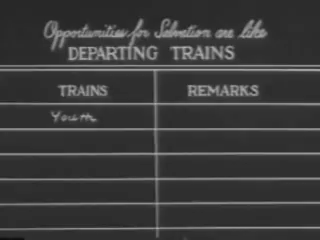 Opportunities for Salvation are like
DEPARTING TRAINS
TRAINS REMARKS
Youth